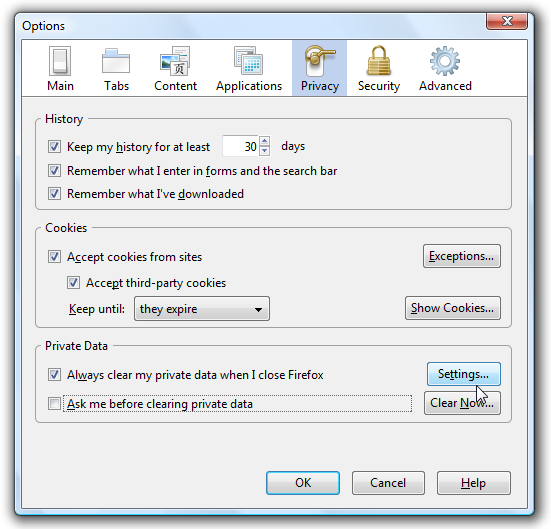 Options
Main Tabs Content Applications Privacy Security Advanced
History
Keep my history for at least 30 days
Remember what I enter in forms and the search bar
Remember what I've downloaded
Cookies
Accept cookies from sites Exceptions...
Accept third-party cookies
Keep until: they expire Show Cookies...
Private Data
Always clear my private data when I close Firefox Settings...
Ask me before clearing private data Clear Now...
OK Cancel Help